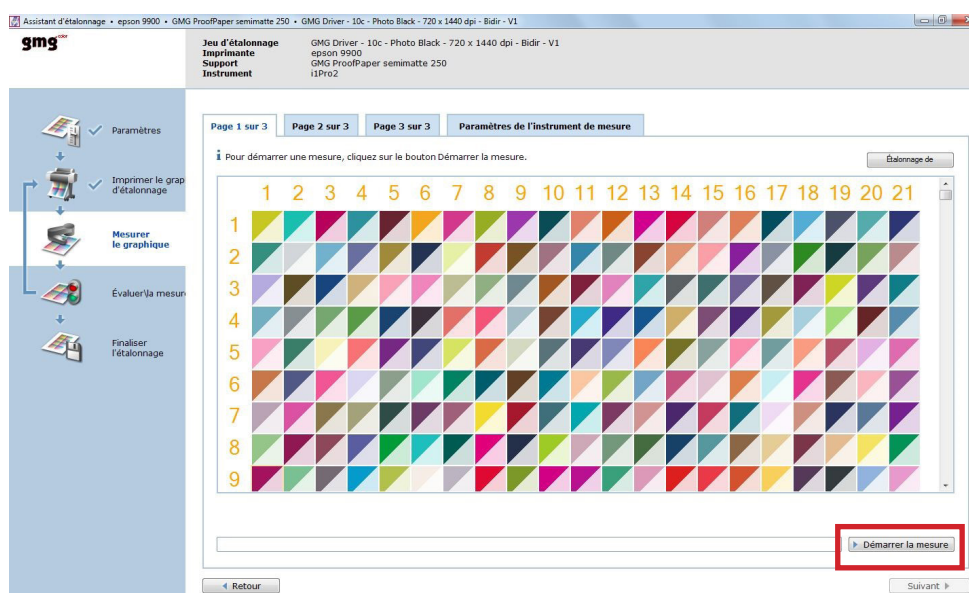 Assistant d'étalonnage • epson 9900 • GMG ProofPaper semimatte 250 • GMG Driver - 10c - Photo Black - 720 x 1440 dpi - Bidir - V1
gmg color
Jeu d'étalonnage GMG Driver - 10c - Photo Black - 720 x 1440 dpi - Bidir - V1
Imprimante epson 9900
Support GMG ProofPaper semimatte 250
Instrument i1Pro2
Paramètres
Imprimer le grap
d'étalonnage
Mesurer
le graphique
Évaluer\la mesur
Finaliser
l'étalonnage
Page 1 sur 3 Page 2 sur 3 Page 3 sur 3 Paramètres de l'instrument de mesure
i Pour démarrer une mesure, cliquez sur le bouton Démarrer la mesure.
Étalonnage de
1 2 3 4 5 6 7 8 9 10 11 12 13 14 15 16 17 18 19 20 21
1
2
3
4
5
6
7
8
9
Démarrer la mesure
Retour
Suivant